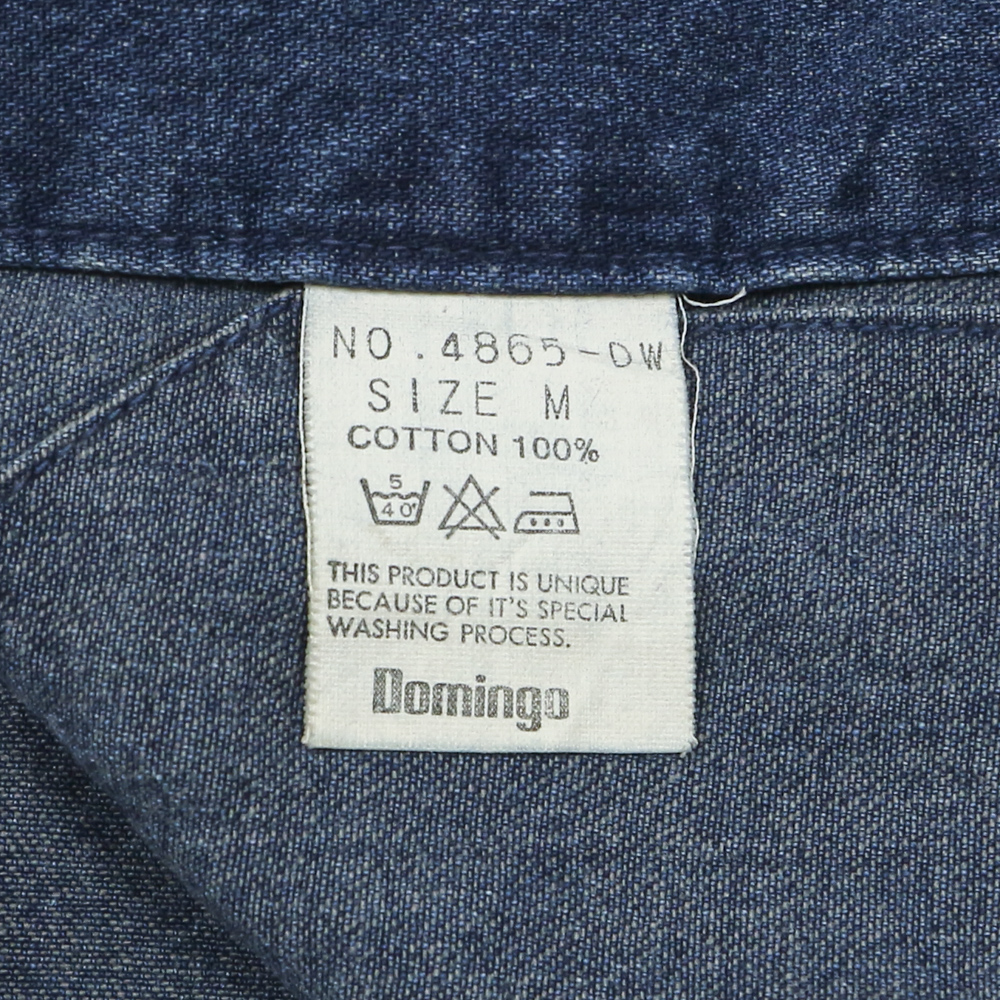 NO.4865-DW
SIZE M
COTTON 100%
5
40°
THIS PRODUCT IS UNIQUE
BECAUSE OF IT'S SPECIAL
WASHING PROCESS.
Domingo